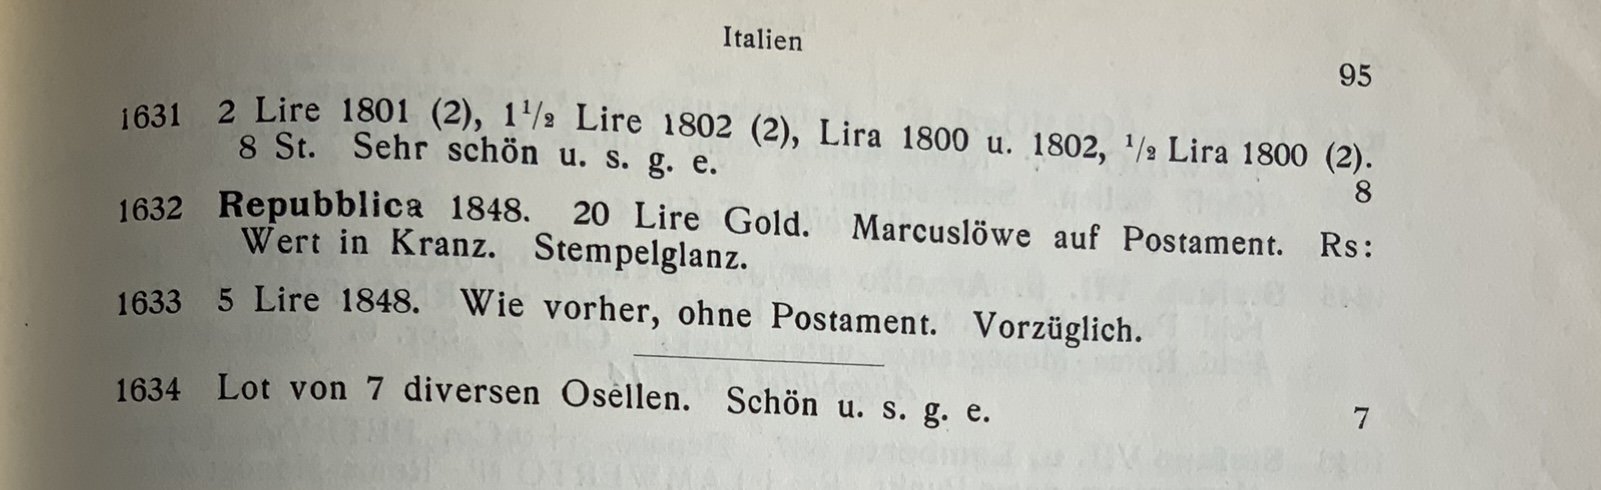 Italien
95
1631 2 Lire 1801 (2), 1½ Lire 1802 (2), Lira 1800 u. 1802, ½ Lira 1800 (2).
8 St. Sehr schön u. s. g. e. 8
1632 Repubblica 1848. 20 Lire Gold. Marcuslöwe auf Postament. Rs:
Wert in Kranz. Stempelglanz.
1633 5 Lire 1848. Wie vorher, ohne Postament. Vorzüglich.
1634 Lot von 7 diversen Osellen. Schön u. s. g. e. 7